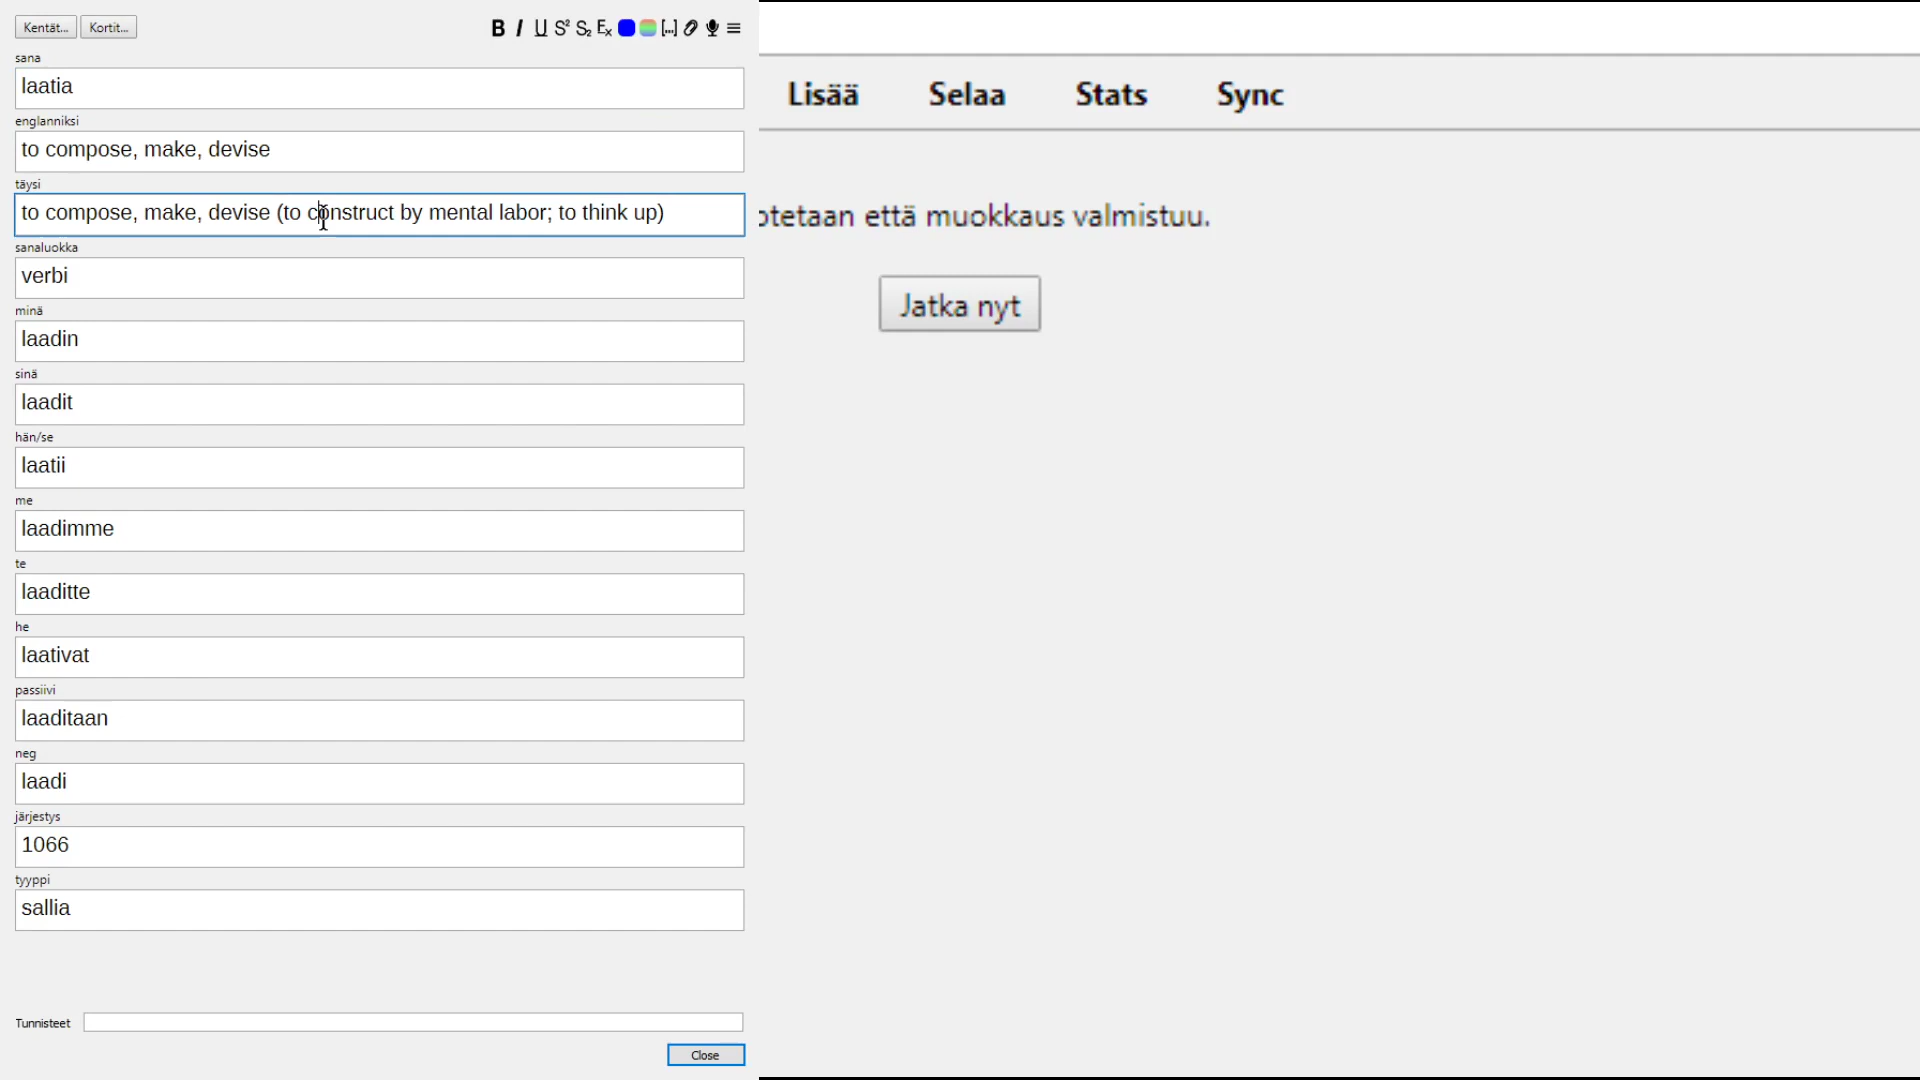 Kentät... Kortit... B I U S² S₂ Ex [...]
sana
laatia
englanniksi
to compose, make, devise
täysi
to compose, make, devise (to construct by mental labor; to think up)
sanaluokka
verbi
minä
laadin
sinä
laadit
hän/se
laatii
me
laadimme
te
laaditte
he
laativat
passiivi
laaditaan
neg
laadi
järjestys
1066
tyyppi
sallia
Tunnisteet
Close
Lisää Selaa Stats Sync
otetaan että muokkaus valmistuu.
Jatka nyt